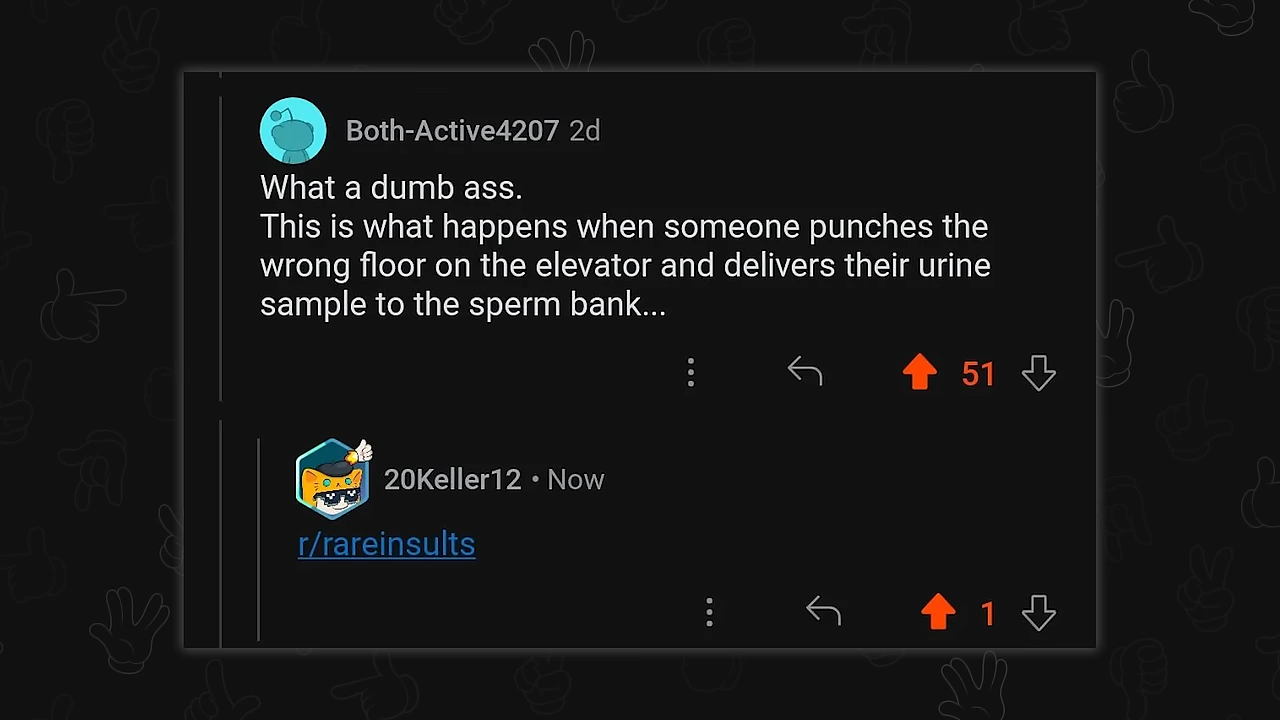 Both-Active4207 2d
What a dumb ass.
This is what happens when someone punches the
wrong floor on the elevator and delivers their urine
sample to the sperm bank...
51
20Keller12 • Now
r/rareinsults
1